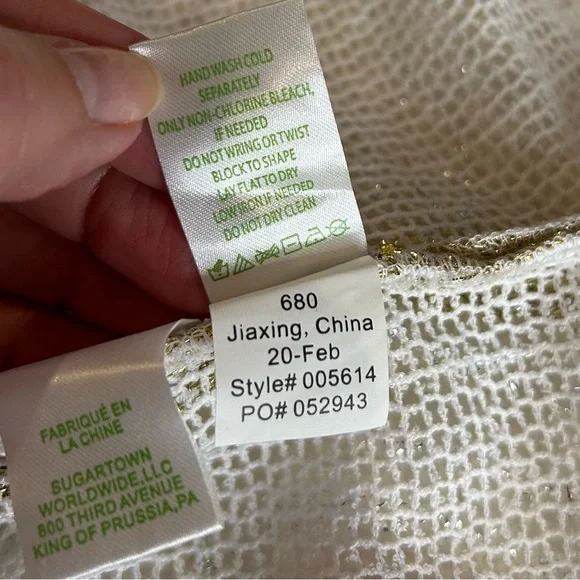 HAND WASH COLD
SEPARATELY
ONLY NON-CHLORINE BLEACH,
IF NEEDED
DO NOT WRING OR TWIST
BLOCK TO SHAPE
LAY FLAT TO DRY
LOW IRON IF NEEDED
DO NOT DRY CLEAN
680
Jiaxing, China
20-Feb
Style# 005614
PO# 052943
FABRIQUÉ EN
LA CHINE
SUGARTOWN
WORLDWIDE, LLC
800 THIRD AVENUE
KING OF PRUSSIA, PA